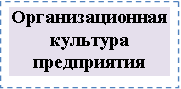 Организационная
культура
предприятия